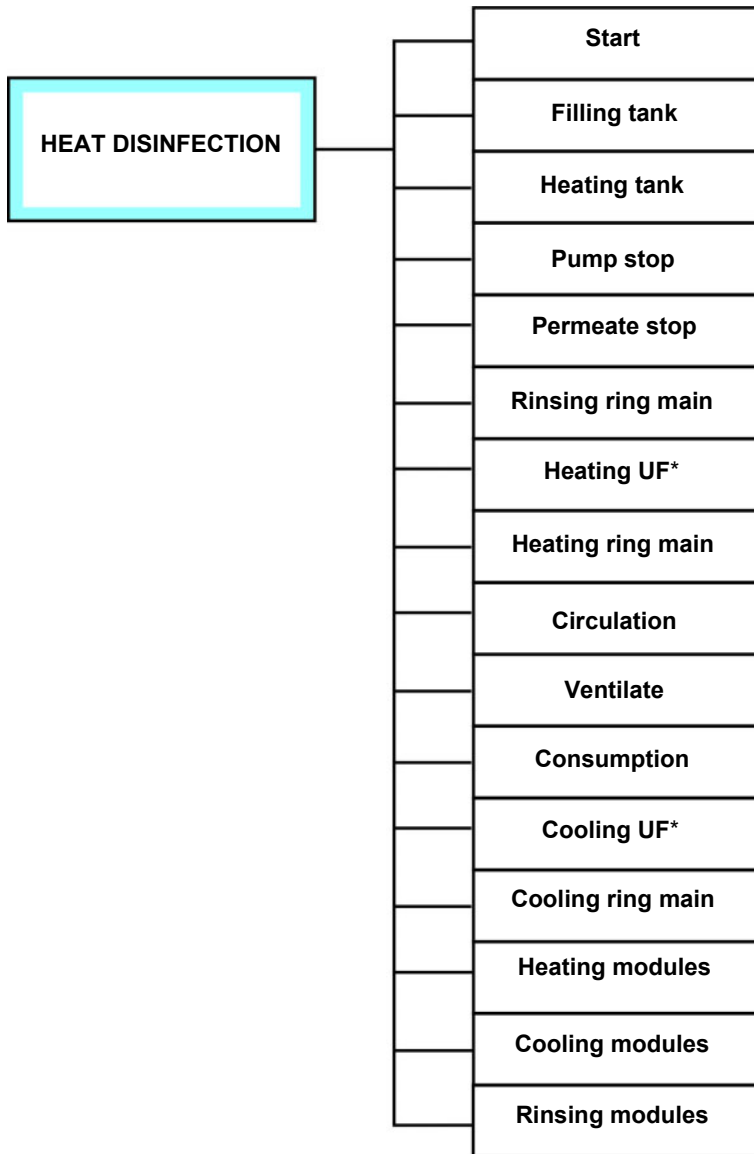 HEAT DISINFECTION
Start
Filling tank
Heating tank
Pump stop
Permeate stop
Rinsing ring main
Heating UF*
Heating ring main
Circulation
Ventilate
Consumption
Cooling UF*
Cooling ring main
Heating modules
Cooling modules
Rinsing modules